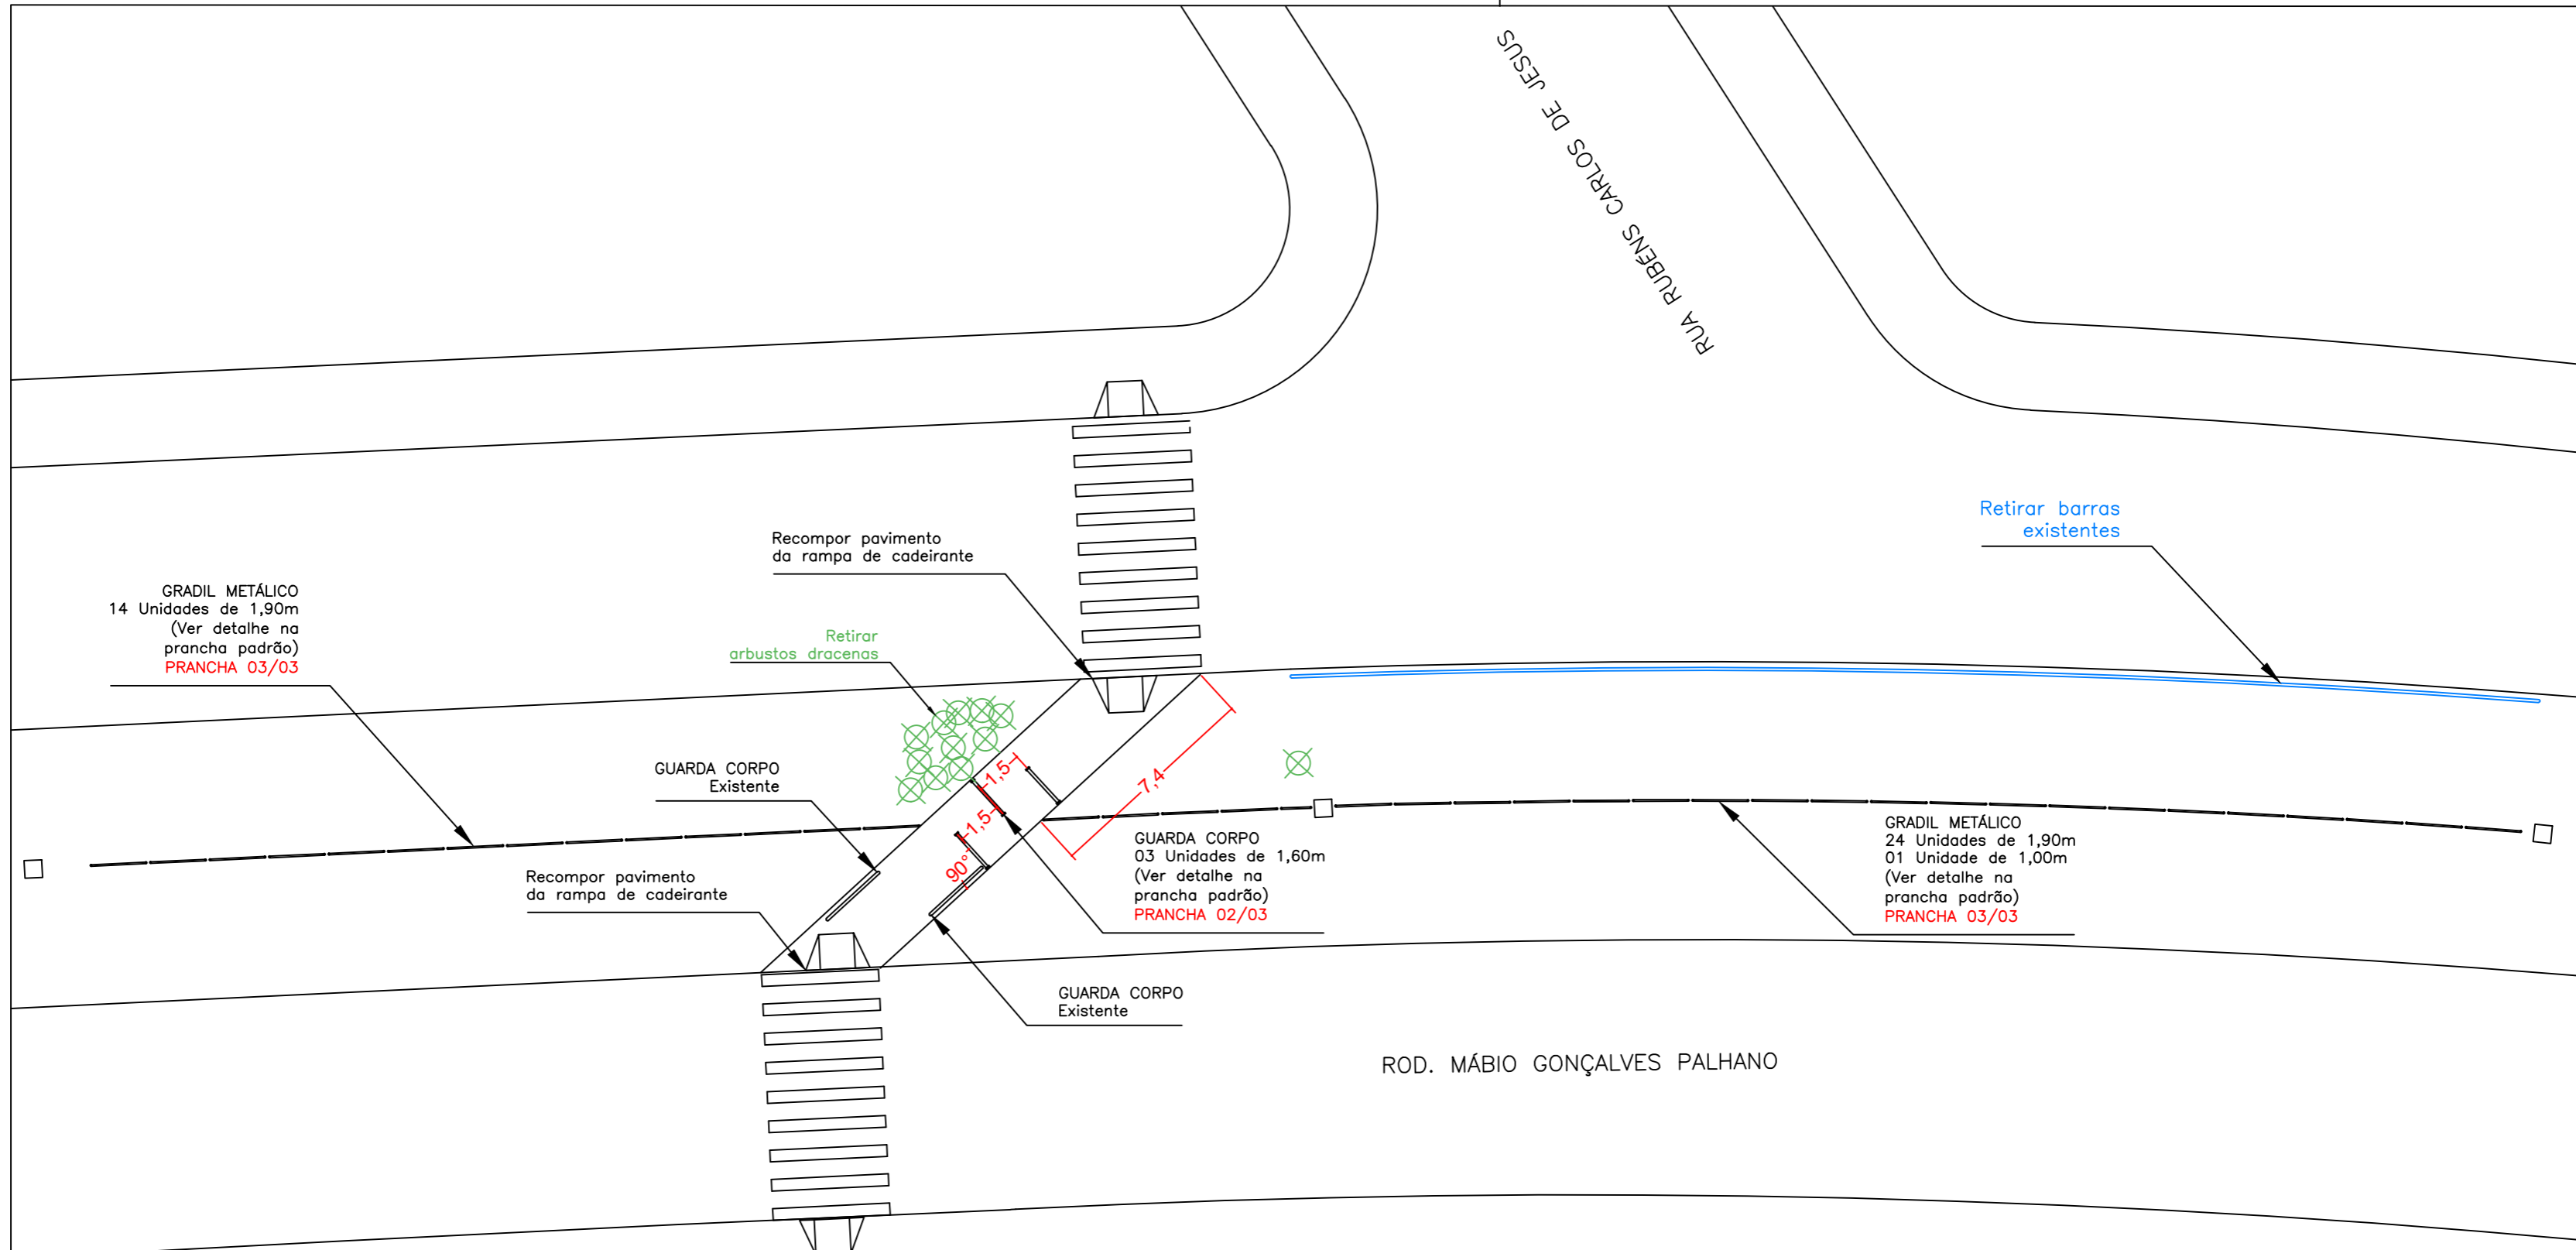 RUA RUBÉNS CARLOS DE JESUS
Retirar barras
existentes
Recompor pavimento
da rampa de cadeirante
GRADIL METÁLICO
14 Unidades de 1,90m
(Ver detalhe na
prancha padrão)
PRANCHA 03/03
Retirar
arbustos dracenas
GUARDA CORPO
Existente
1,5
1,5
7,4
90°
GUARDA CORPO
03 Unidades de 1,60m
(Ver detalhe na
prancha padrão)
PRANCHA 02/03
GRADIL METÁLICO
24 Unidades de 1,90m
01 Unidade de 1,00m
(Ver detalhe na
prancha padrão)
PRANCHA 03/03
Recompor pavimento
da rampa de cadeirante
GUARDA CORPO
Existente
ROD. MÁBIO GONÇALVES PALHANO